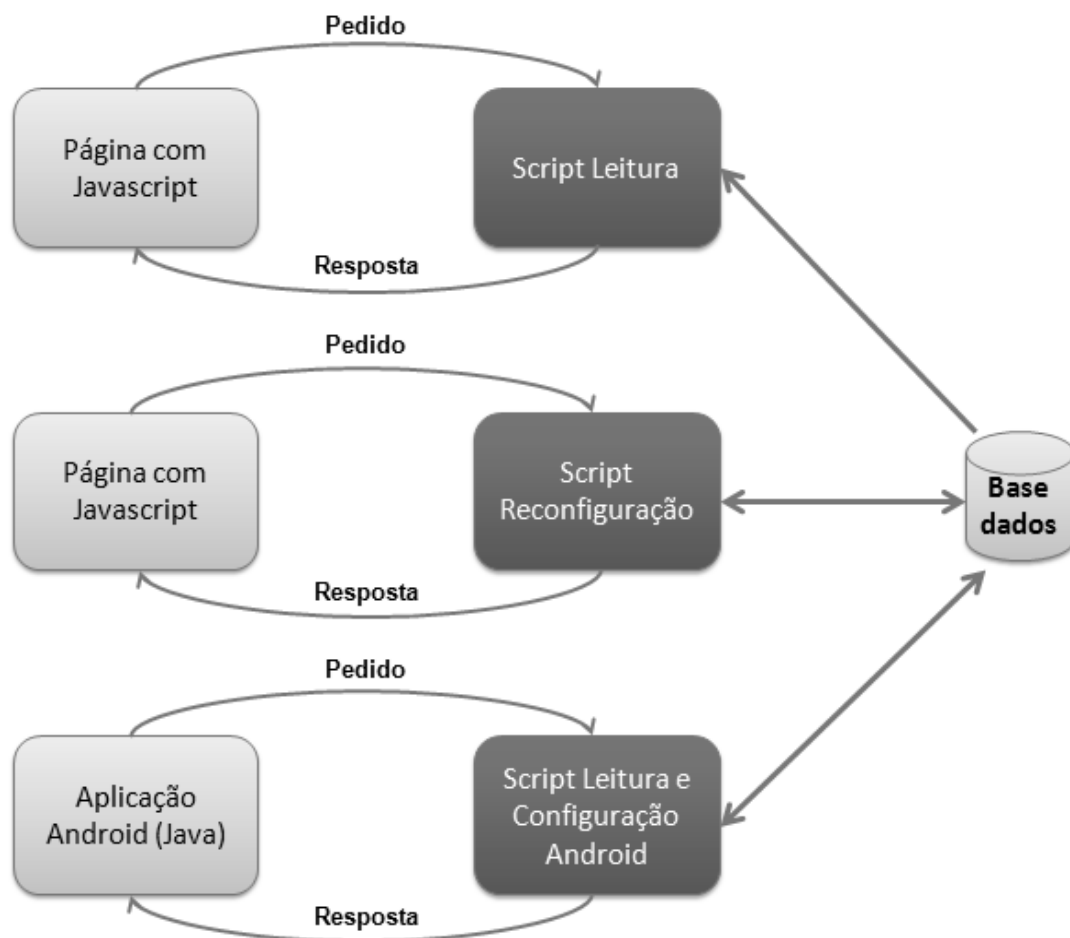 Pedido
Página com
Javascript
Script Leitura
Resposta
Pedido
Página com
Javascript
Script
Reconfiguração
Base
dados
Resposta
Pedido
Aplicação
Android (Java)
Script Leitura e
Configuração
Android
Resposta